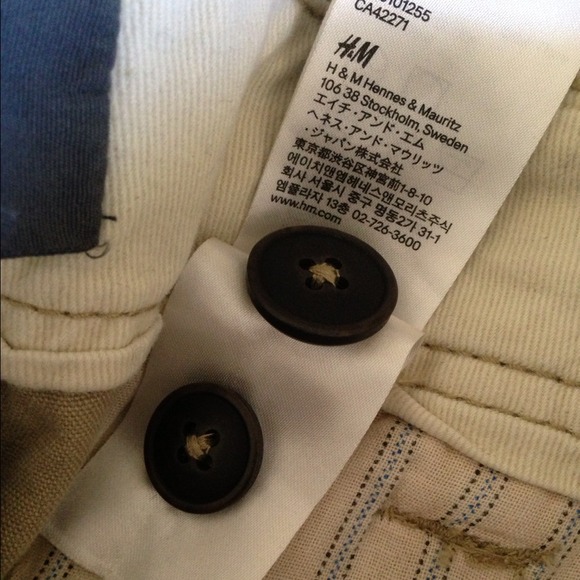 0101255
CA42271
H&M
H & M Hennes & Mauritz
106 38 Stockholm, Sweden
エイチ・アンド・エム
ヘネス・アンド・マウリッツ
・ジャパン株式会社
東京都渋谷区神宮前1-8-10
에이치앤엠헤네스앤모리츠주식
회사 서울시 중구 명동2가 31-1
엠플라자 13층 02-726-3600
www.hm.com